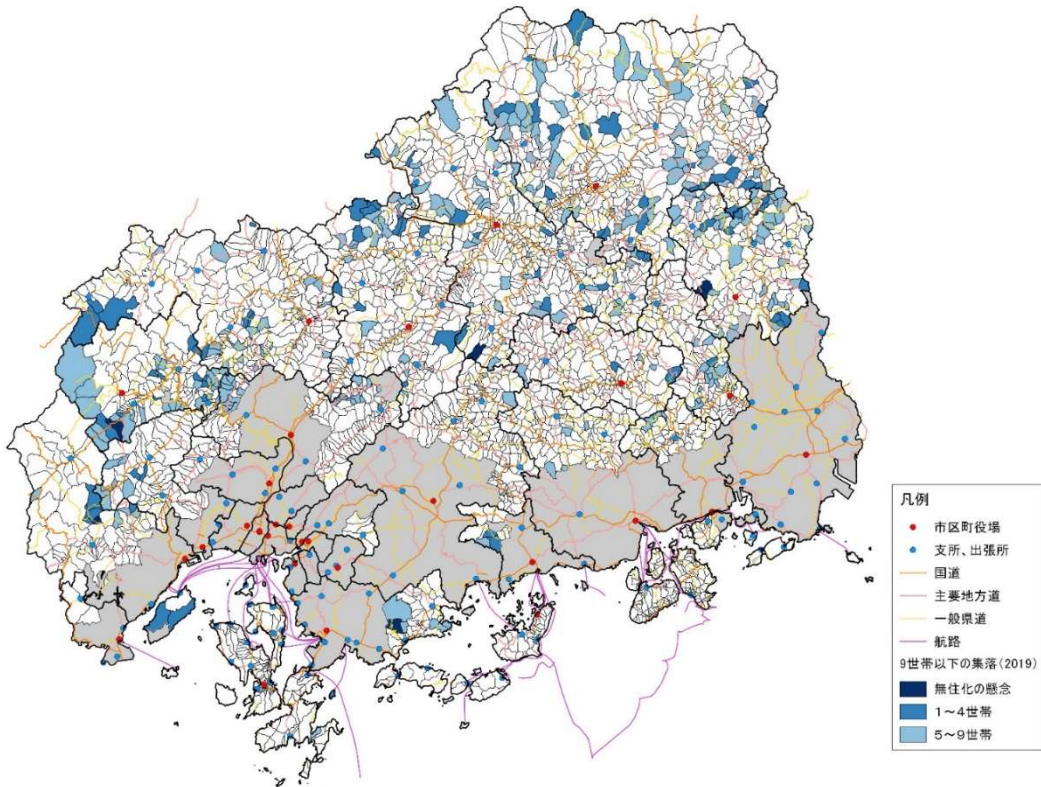 凡例
市区町役場
支所、出張所
国道
主要地方道
一般県道
航路
9世帯以下の集落(2019)
無住化の懸念
1~4世帯
5~9世帯